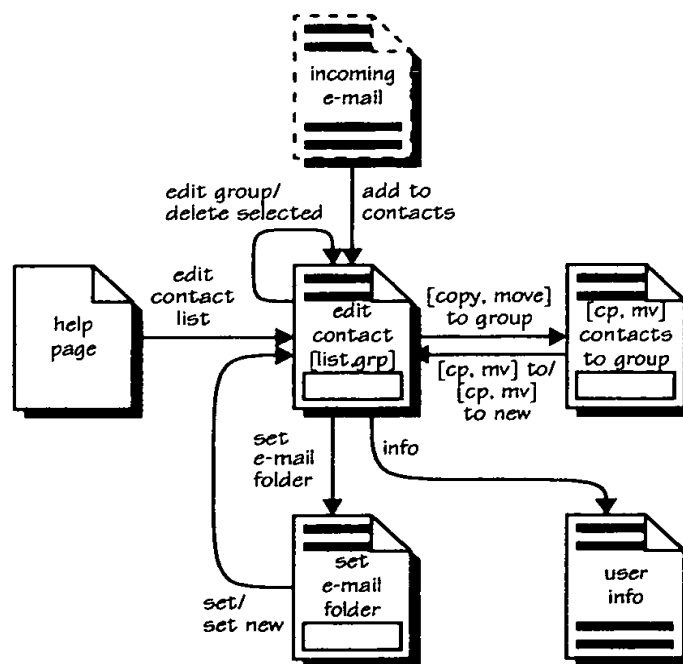 incoming
e-mail
edit group/
delete selected
add to
contacts
help
page
edit
contact
list
edit
contact
[list,grp]
[copy, move]
to group
[cp, mv] to/
[cp, mv]
to new
[cp, mv]
contacts
to group
set
e-mail
folder
info
set/
set new
set
e-mail
folder
user
info